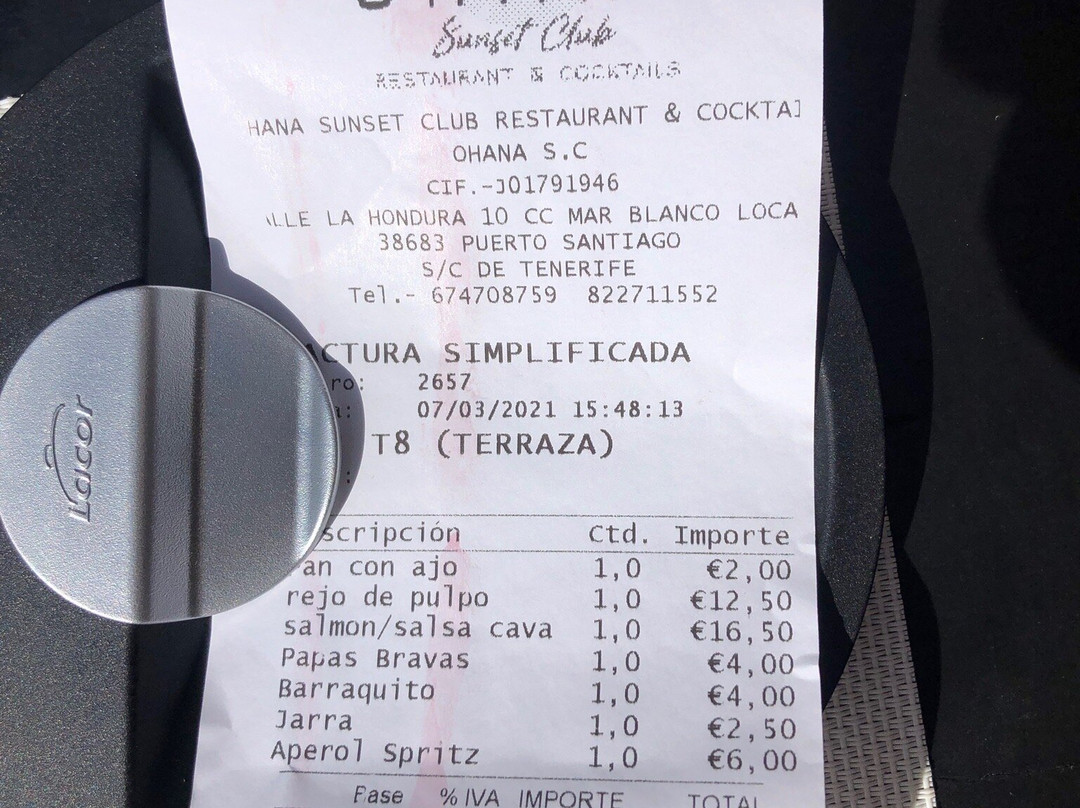 Sunset Club
RESTAURANT & COCKTAILS
HANA SUNSET CLUB RESTAURANT & COCKTAI
OHANA S.C
CIF.-J01791946
LLE LA HONDURA 10 CC MAR BLANCO LOCA
38683 PUERTO SANTIAGO
S/C DE TENERIFE
Tel.- 674708759 822711552
ACTURA SIMPLIFICADA
ro: 2657
a: 07/03/2021 15:48:13
T8 (TERRAZA)
:
scripción Ctd. Importe
an con ajo 1,0 €2,00
rejo de pulpo 1,0 €12,50
salmon/salsa cava 1,0 €16,50
Papas Bravas 1,0 €4,00
Barraquito 1,0 €4,00
Jarra 1,0 €2,50
Aperol Spritz 1,0 €6,00
Base %IVA IMPORTE TOTAL
Lacor